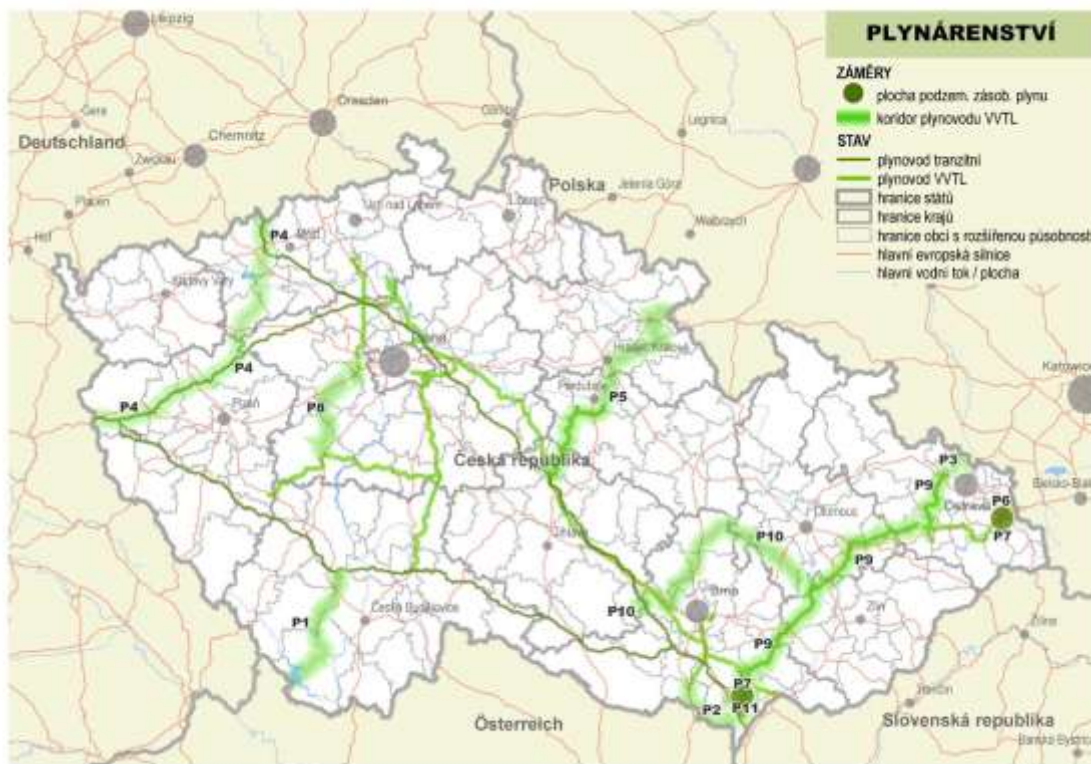 PLYNÁRENSTVÍ
ZÁMĚRY
plocha podzem. zásob. plynu
koridor plynovodu VVTL
STAV
plynovod tranzitní
plynovod VVTL
hranice států
hranice krajů
hranice obcí s rozšířenou působnost
hlavní evropská silnice
hlavní vodní tok / plocha
Leipzig
Gera
Dresden
Görlitz
Legnica
Deutschland
Chemnitz
Zwickau
Polska
Jelenia Góra
Plauen
Ústí nad Labem
Liberec
Wałbrzych
Hof
P4
Most
Karlovy Vary
Hradec Králové
Katowice
P4
Pardubice
P4
Plzeň
P8
P5
Česká republika
P3
P9
Ostrava
Bielsko-Biała
P6
Olomouc
P7
Jihlava
P10
P9
P1
České Budějovice
P10
Brno
Zlín
P9
Žilina
P7
Trenčín
P2
P11
Österreich
Slovenská republika
Banská Bystrica